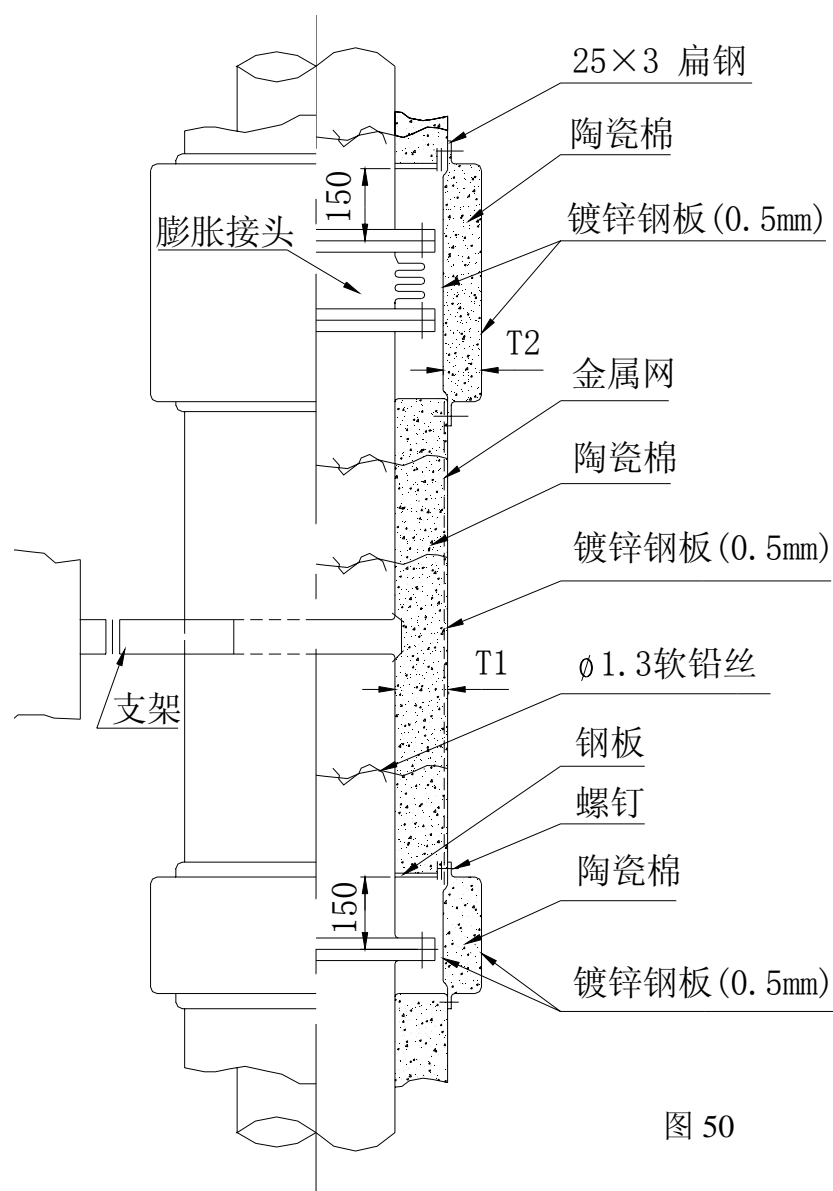 25×3 扁钢
陶瓷棉
150
镀锌钢板(0.5mm)
膨胀接头
T2
金属网
陶瓷棉
镀锌钢板(0.5mm)
T1
ϕ1.3软铅丝
支架
钢板
螺钉
陶瓷棉
150
镀锌钢板(0.5mm)
图 50